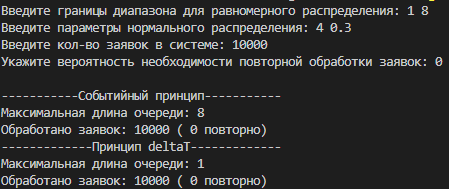 Введите границы диапазона для равномерного распределения: 1 8
Введите параметры нормального распределения: 4 0.3
Введите кол-во заявок в системе: 10000
Укажите вероятность необходимости повторной обработки заявок: 0
-----------Событийный принцип-----------
Максимальная длина очереди: 8
Обработано заявок: 10000 ( 0 повторно)
-------------Принцип deltaT-------------
Максимальная длина очереди: 1
Обработано заявок: 10000 ( 0 повторно)